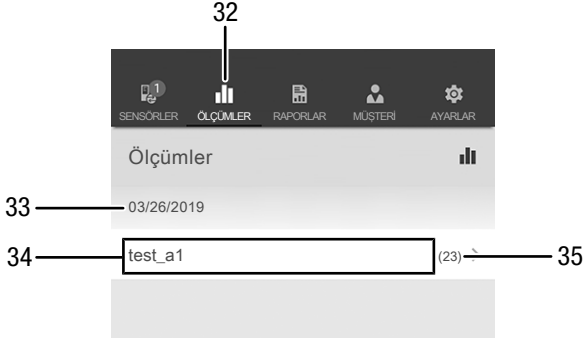 32
1
SENSÖRLER ÖLÇÜMLER RAPORLAR MÜŞTERİ AYARLAR
Ölçümler
33 03/26/2019
34 test_a1 (23) 35